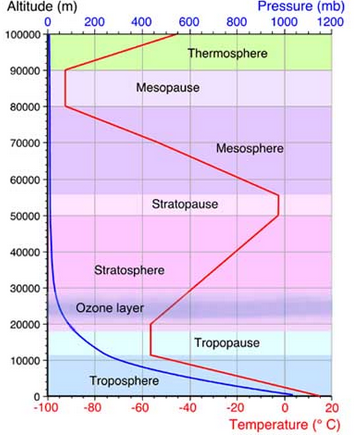 Altitude (m)
Pressure (mb)
0 200 400 600 800 1000 1200
100000
Thermosphere
90000
Mesopause
80000
70000
Mesosphere
60000
Stratopause
50000
40000
Stratosphere
30000
Ozone layer
20000
Tropopause
10000
Troposphere
0
-100 -80 -60 -40 -20 0 20
Temperature (° C)